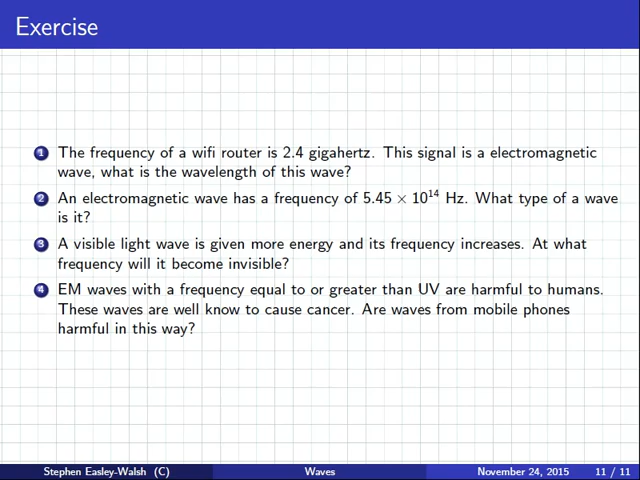 Exercise
1 The frequency of a wifi router is 2.4 gigahertz. This signal is a electromagnetic
wave, what is the wavelength of this wave?
2 An electromagnetic wave has a frequency of 5.45 × 10¹⁴ Hz. What type of a wave
is it?
3 A visible light wave is given more energy and its frequency increases. At what
frequency will it become invisible?
4 EM waves with a frequency equal to or greater than UV are harmful to humans.
These waves are well know to cause cancer. Are waves from mobile phones
harmful in this way?
Stephen Easley-Walsh (C) Waves November 24, 2015 11 / 11